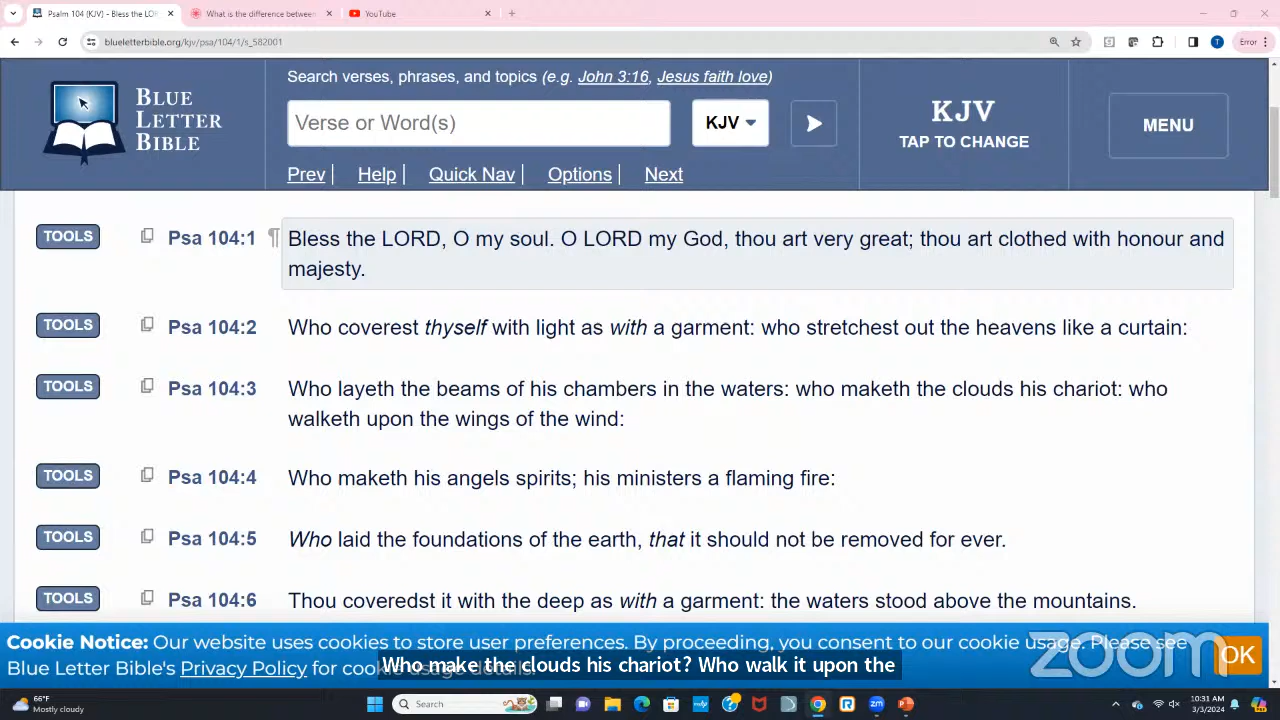 Psalm 104 (KJV) - Bless the LOR
What is the difference between
YouTube
blueletterbible.org/kjv/psa/104/1/s_582001
Error
BLUE
LETTER
BIBLE
Search verses, phrases, and topics (e.g. John 3:16, Jesus faith love)
Verse or Word(s)
KJV
Prev | Help | Quick Nav | Options | Next
KJV
TAP TO CHANGE
MENU
TOOLS Psa 104:1 ¶ Bless the LORD, O my soul. O LORD my God, thou art very great; thou art clothed with honour and
majesty.
TOOLS Psa 104:2 Who coverest thyself with light as with a garment: who stretchest out the heavens like a curtain:
TOOLS Psa 104:3 Who layeth the beams of his chambers in the waters: who maketh the clouds his chariot: who
walketh upon the wings of the wind:
TOOLS Psa 104:4 Who maketh his angels spirits; his ministers a flaming fire:
TOOLS Psa 104:5 Who laid the foundations of the earth, that it should not be removed for ever.
TOOLS Psa 104:6 Thou coveredst it with the deep as with a garment: the waters stood above the mountains.
Cookie Notice: Our website uses cookies to store user preferences. By proceeding, you consent to our cookie usage. Please see
Blue Letter Bible's Privacy Policy for cookie usage details.
OK
zoom
Who make the clouds his chariot? Who walk it upon the
66°F
Mostly cloudy
Search
10:31 AM
3/3/2024